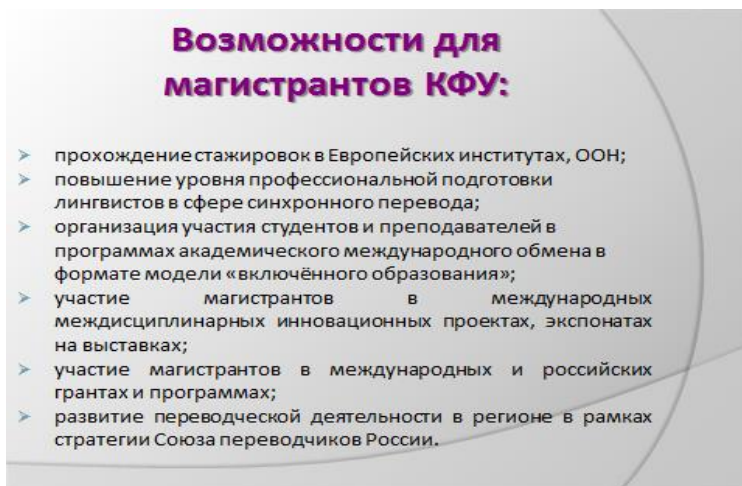 Возможности для
магистрантов КФУ:
прохождение стажировок в Европейских институтах, ООН;
повышение уровня профессиональной подготовки
лингвистов в сфере синхронного перевода;
организация участия студентов и преподавателей в
программах академического международного обмена в
формате модели «включённого образования»;
участие магистрантов в международных
междисциплинарных инновационных проектах, экспонатах
на выставках;
участие магистрантов в международных и российских
грантах и программах;
развитие переводческой деятельности в регионе в рамках
стратегии Союза переводчиков России.